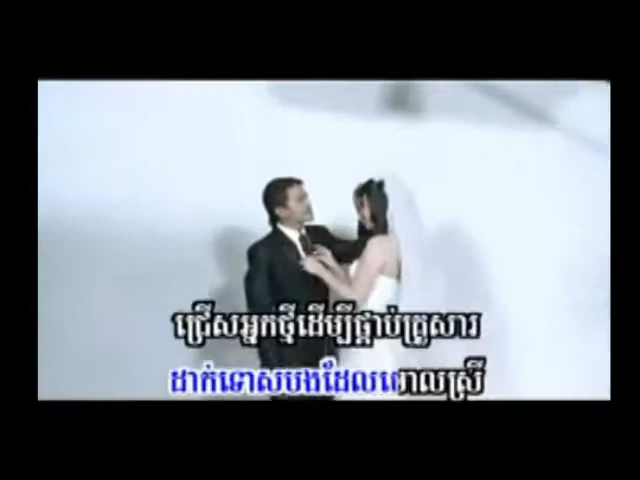 ជ្រើសអ្នកថ្មីដើម្បីផ្គាប់គ្រួសារ
ដាក់ទោសបងដែលពោលស្រី